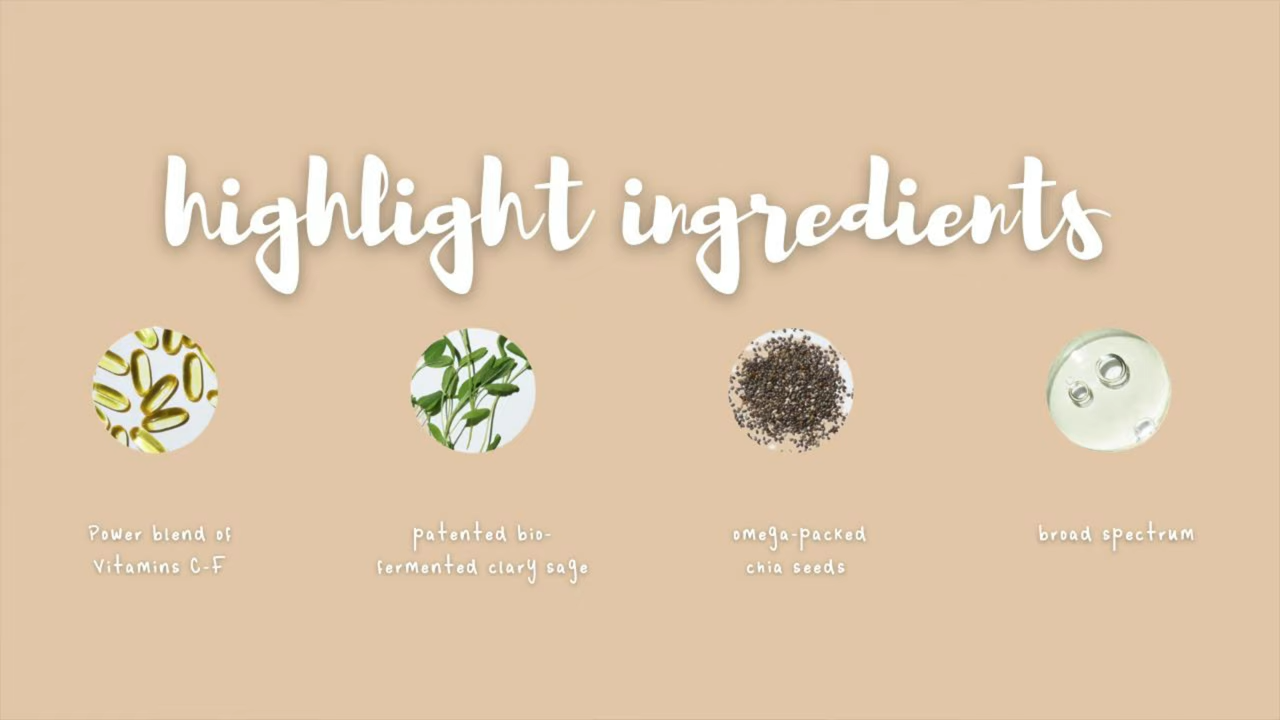 highlight ingredients
Power blend of
Vitamins C-F
patented bio-
fermented clary sage
omega-packed
chia seeds
broad spectrum